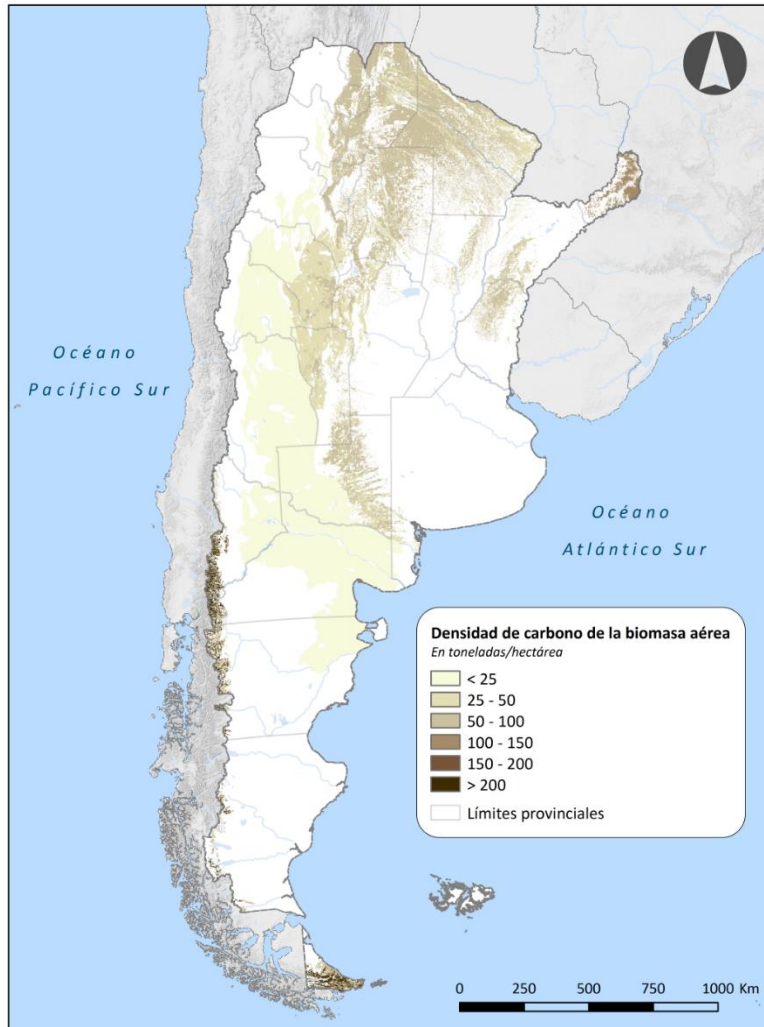 Océano
Pacífico Sur
Océano
Atlántico Sur
Densidad de carbono de la biomasa aérea
En toneladas/hectárea
< 25
25 - 50
50 - 100
100 - 150
150 - 200
> 200
Límites provinciales
0 250 500 750 1000 Km